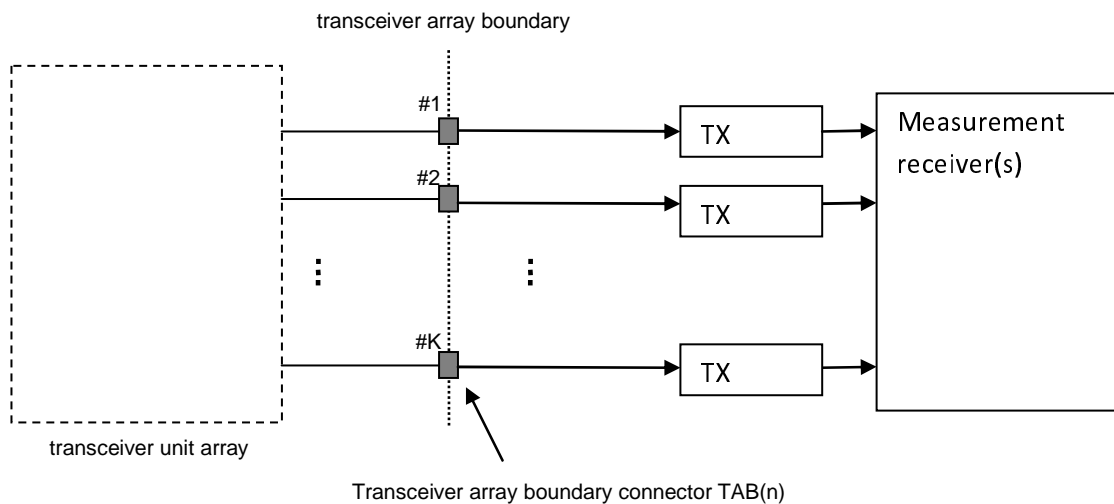 transceiver array boundary
#1
TX
Measurement
receiver(s)
#2
TX
#K
TX
transceiver unit array
Transceiver array boundary connector TAB(n)